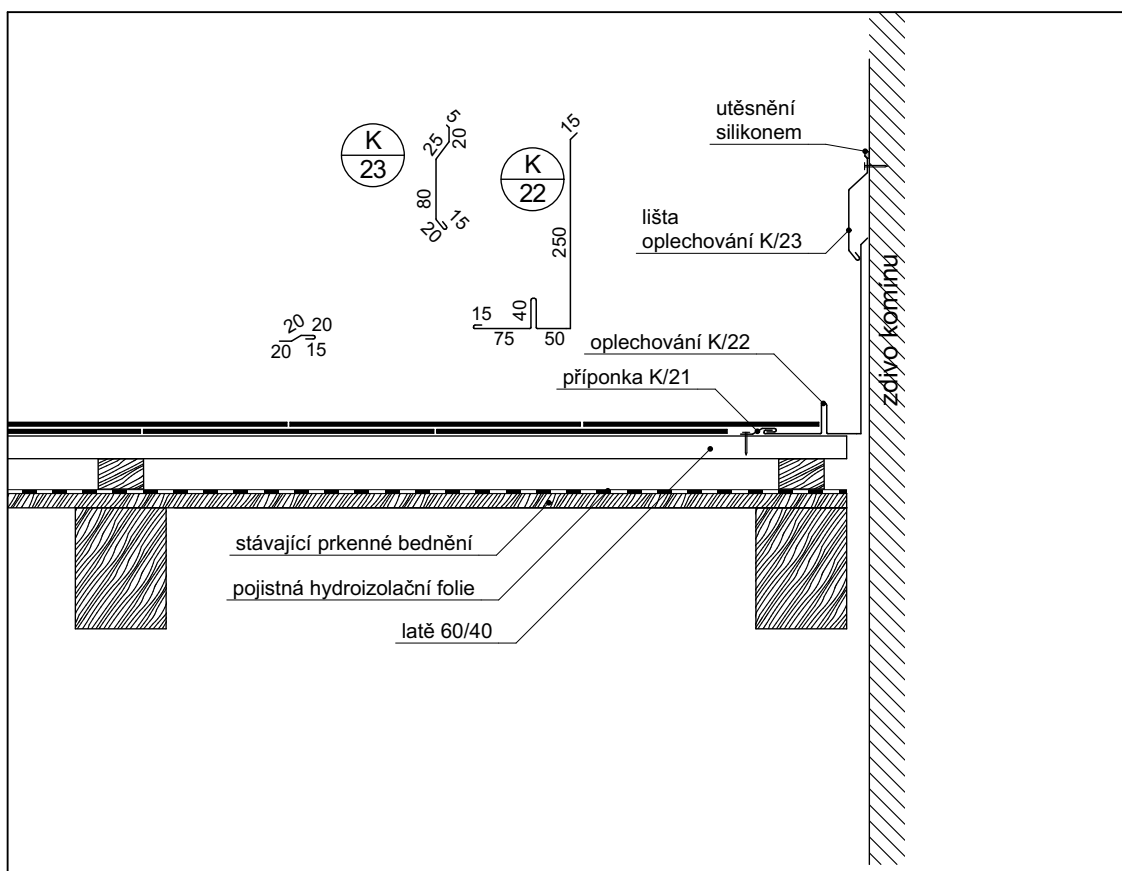 utěsnění
silikonem
K
23
5
20
25
80
15
20
K
22
15
250
40
15
75
50
lišta
oplechování K/23
zdivo komínu
20
20
20
15
oplechování K/22
příponka K/21
stávající prkenné bednění
pojistná hydroizolační folie
latě 60/40